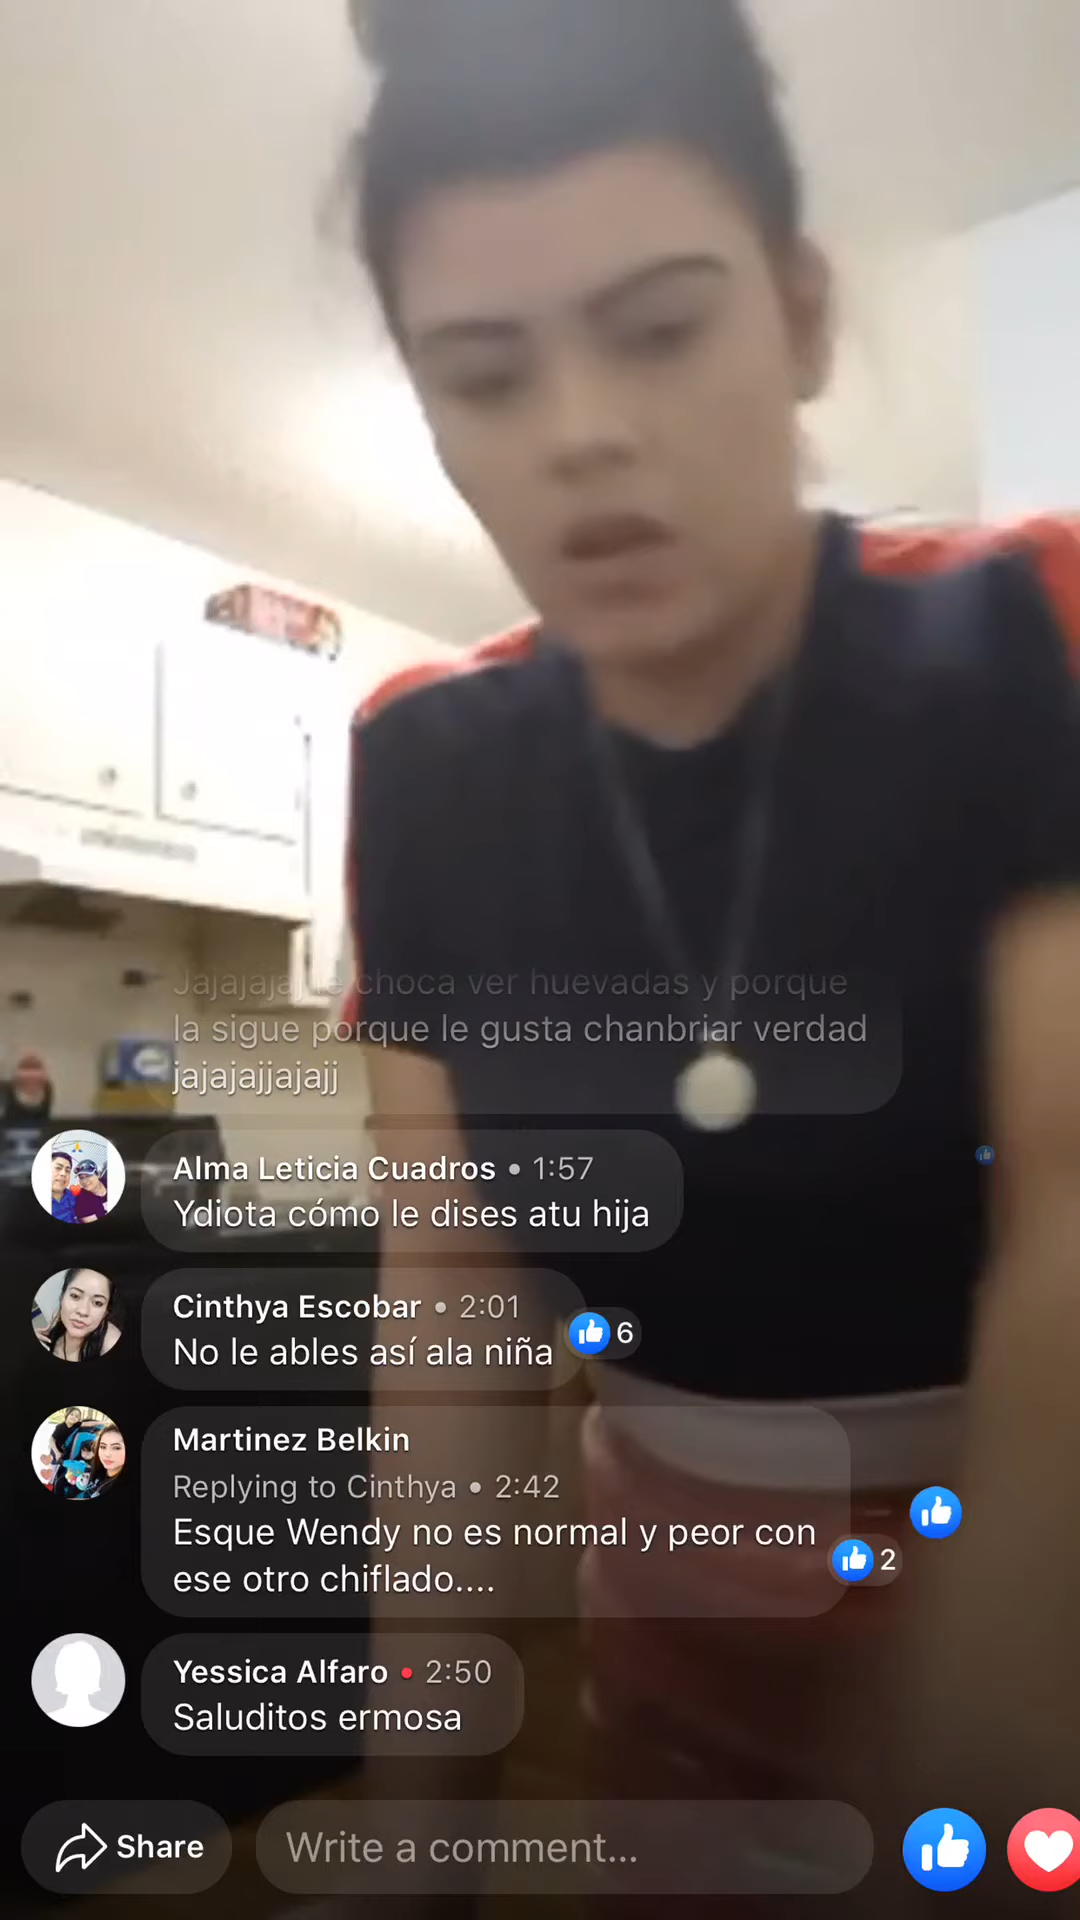 Jajajaj le choca ver huevadas y porque
la sigue porque le gusta chanbriar verdad
jajajajjajajj
Alma Leticia Cuadros • 1:57
Ydiota cómo le dises atu hija
Cinthya Escobar • 2:01
No le ables así ala niña
6
Martinez Belkin
Replying to Cinthya • 2:42
Esque Wendy no es normal y peor con
ese otro chiflado....
2
Yessica Alfaro • 2:50
Saluditos ermosa
Share
Write a comment...